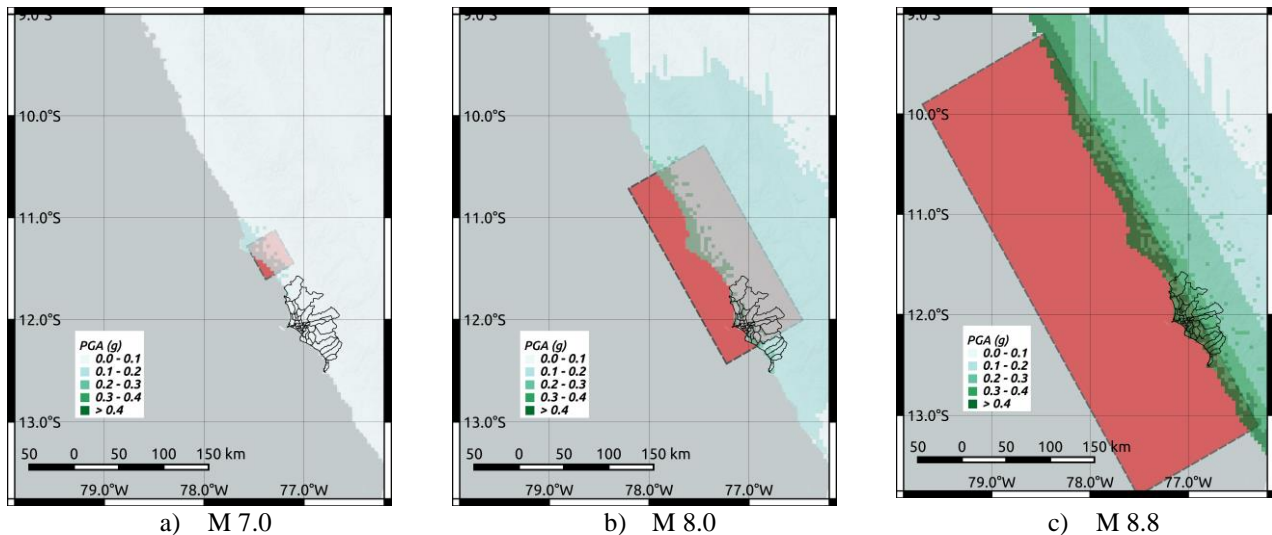 9.0°S
10.0°S
11.0°S
12.0°S
13.0°S
PGA (g)
0.0 - 0.1
0.1 - 0.2
0.2 - 0.3
0.3 - 0.4
> 0.4
50 0 50 100 150 km
79.0°W 78.0°W 77.0°W
a) M 7.0
9.0°S
10.0°S
11.0°S
12.0°S
13.0°S
PGA (g)
0.0 - 0.1
0.1 - 0.2
0.2 - 0.3
0.3 - 0.4
> 0.4
50 0 50 100 150 km
79.0°W 78.0°W 77.0°W
b) M 8.0
9.0°S
10.0°S
11.0°S
12.0°S
13.0°S
PGA (g)
0.0 - 0.1
0.1 - 0.2
0.2 - 0.3
0.3 - 0.4
> 0.4
50 0 50 100 150 km
79.0°W 78.0°W 77.0°W
c) M 8.8